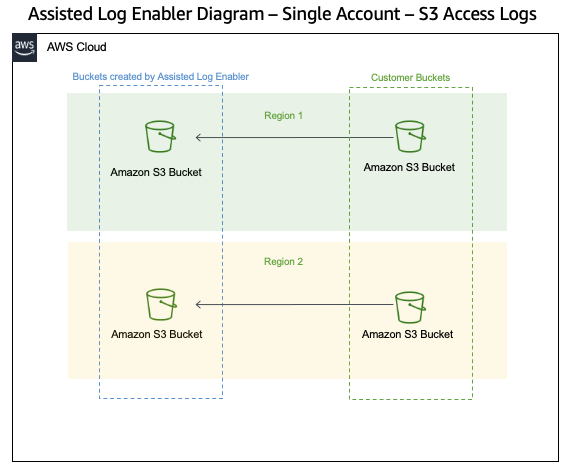 Assisted Log Enabler Diagram – Single Account – S3 Access Logs
aws
AWS Cloud
Buckets created by Assisted Log Enabler
Customer Buckets
Region 1
Amazon S3 Bucket
Amazon S3 Bucket
Region 2
Amazon S3 Bucket
Amazon S3 Bucket